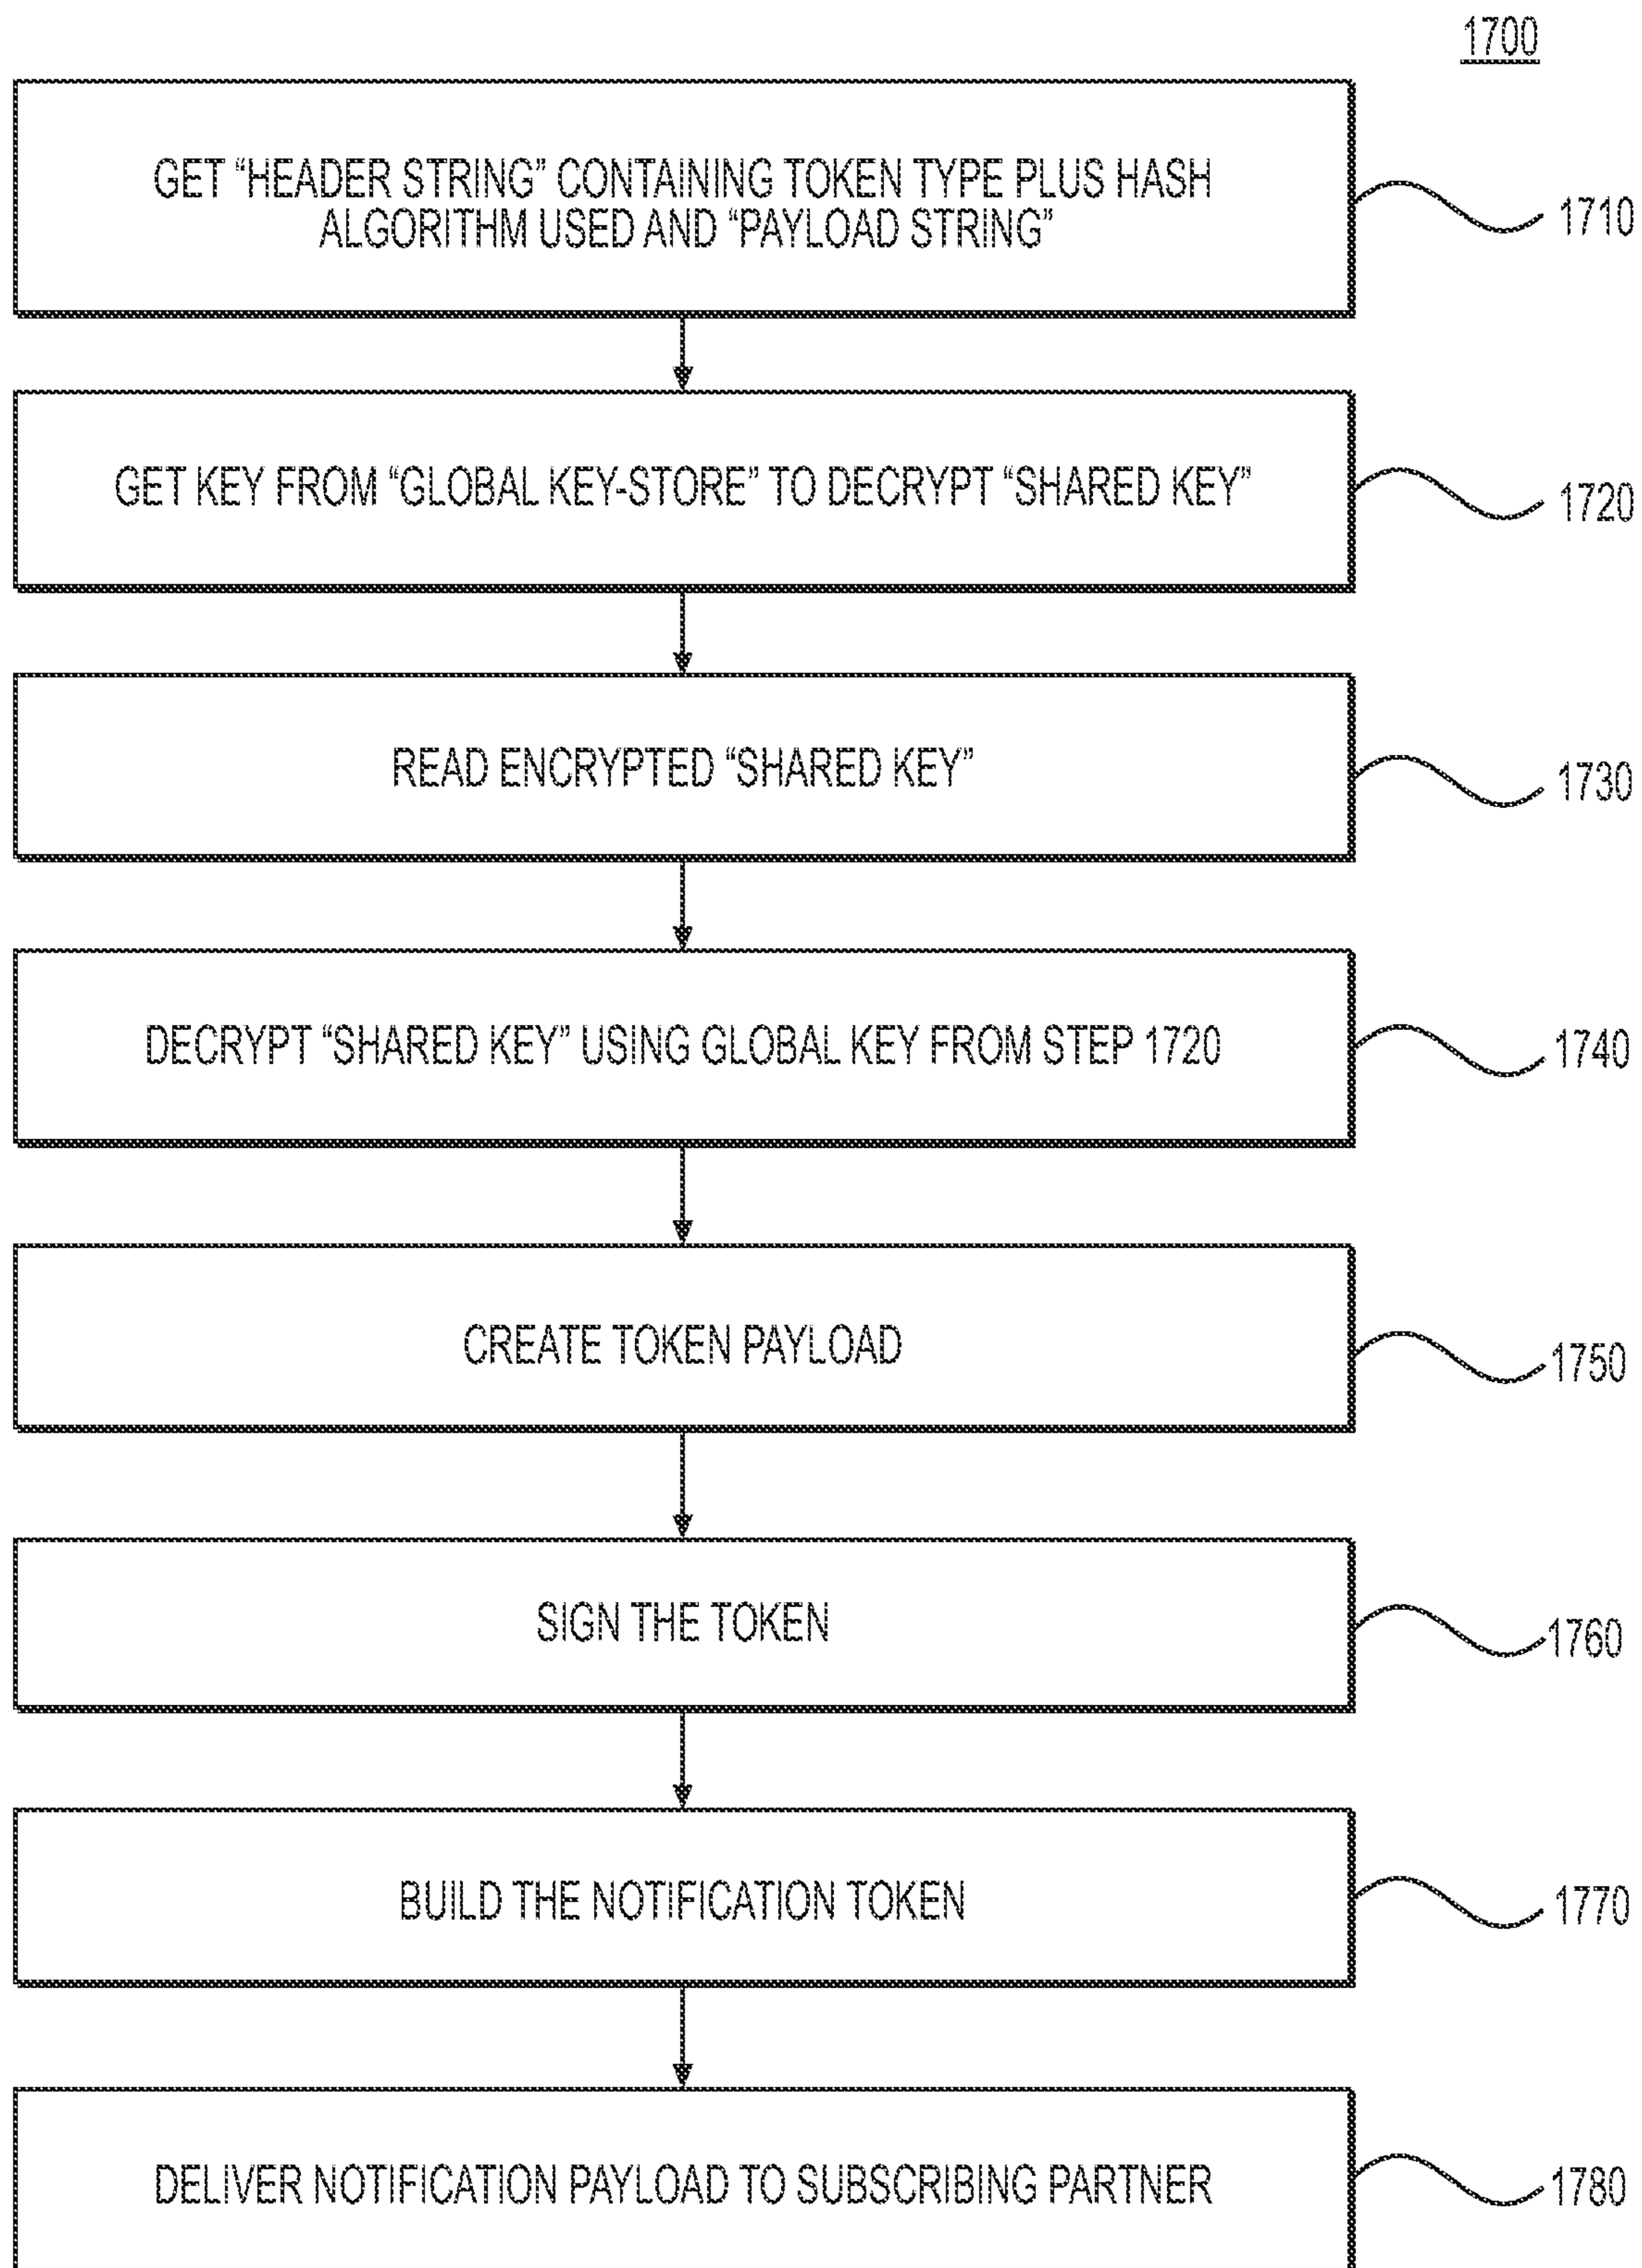 1700
GET “HEADER STRING” CONTAINING TOKEN TYPE PLUS HASH
ALGORITHM USED AND “PAYLOAD STRING”
1710
GET KEY FROM “GLOBAL KEY-STORE” TO DECRYPT “SHARED KEY”
1720
READ ENCRYPTED “SHARED KEY”
1730
DECRYPT “SHARED KEY” USING GLOBAL KEY FROM STEP 1720
1740
CREATE TOKEN PAYLOAD
1750
SIGN THE TOKEN
1760
BUILD THE NOTIFICATION TOKEN
1770
DELIVER NOTIFICATION PAYLOAD TO SUBSCRIBING PARTNER
1780